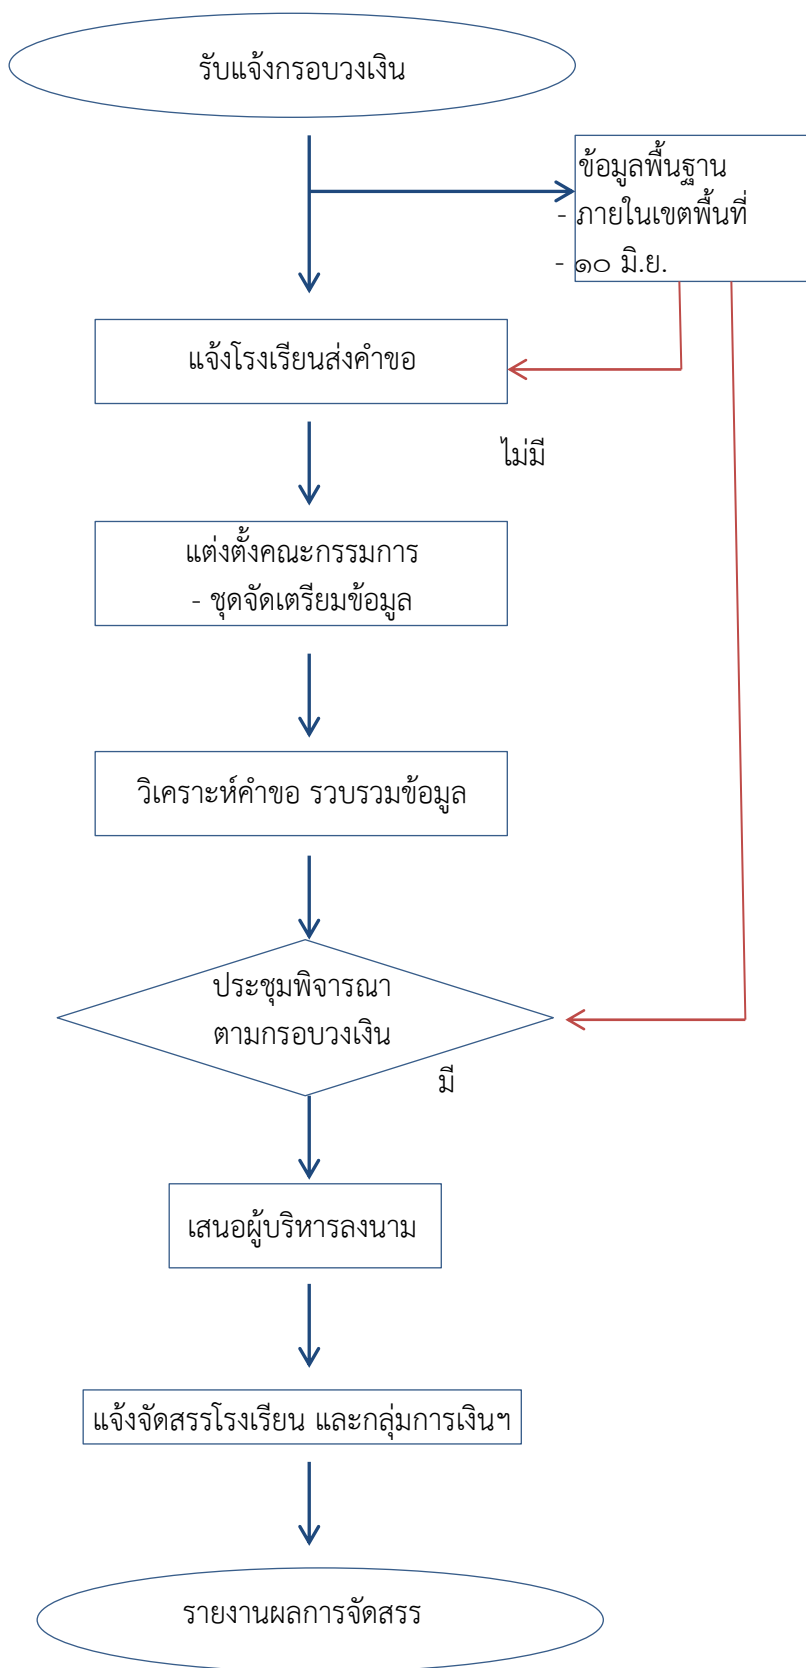 รับแจ้งกรอบวงเงิน
ข้อมูลพื้นฐาน
- ภายในเขตพื้นที่
- ๑๐ มิ.ย.
แจ้งโรงเรียนส่งคำขอ
ไม่มี
แต่งตั้งคณะกรรมการ
- ชุดจัดเตรียมข้อมูล
วิเคราะห์คำขอ รวบรวมข้อมูล
ประชุมพิจารณา
ตามกรอบวงเงิน
มี
เสนอผู้บริหารลงนาม
แจ้งจัดสรรโรงเรียน และกลุ่มการเงินฯ
รายงานผลการจัดสรร